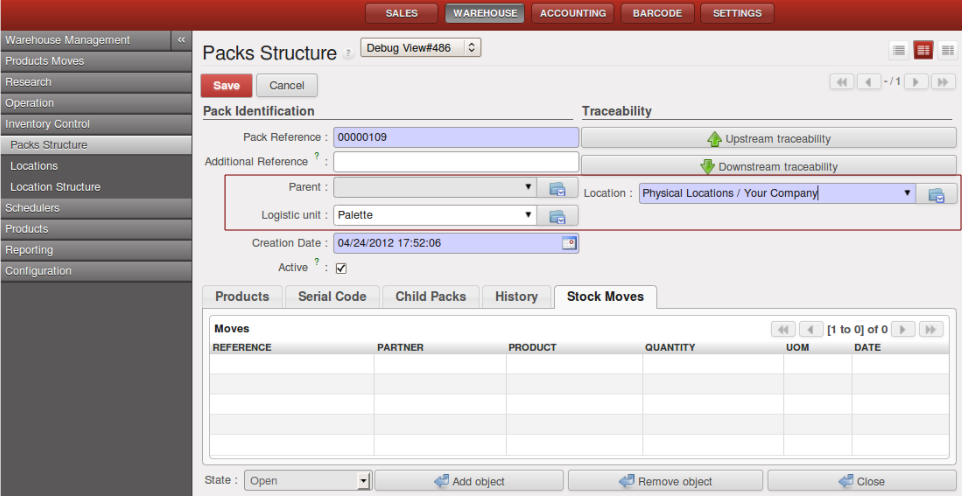 SALES WAREHOUSE ACCOUNTING BARCODE SETTINGS
Warehouse Management «
Products Moves
Research
Operation
Inventory Control
Packs Structure
Locations
Location Structure
Schedulers
Products
Reporting
Configuration
Packs Structure ? Debug View#486
Save Cancel
- / 1
Pack Identification Traceability
Pack Reference : 00000109 Upstream traceability
Additional Reference ? : Downstream traceability
Parent : Location : Physical Locations / Your Company
Logistic unit : Palette
Creation Date : 04/24/2012 17:52:06
Active ? :
Products Serial Code Child Packs History Stock Moves
Moves [1 to 0] of 0
REFERENCE PARTNER PRODUCT QUANTITY UOM DATE
State : Open Add object Remove object Close